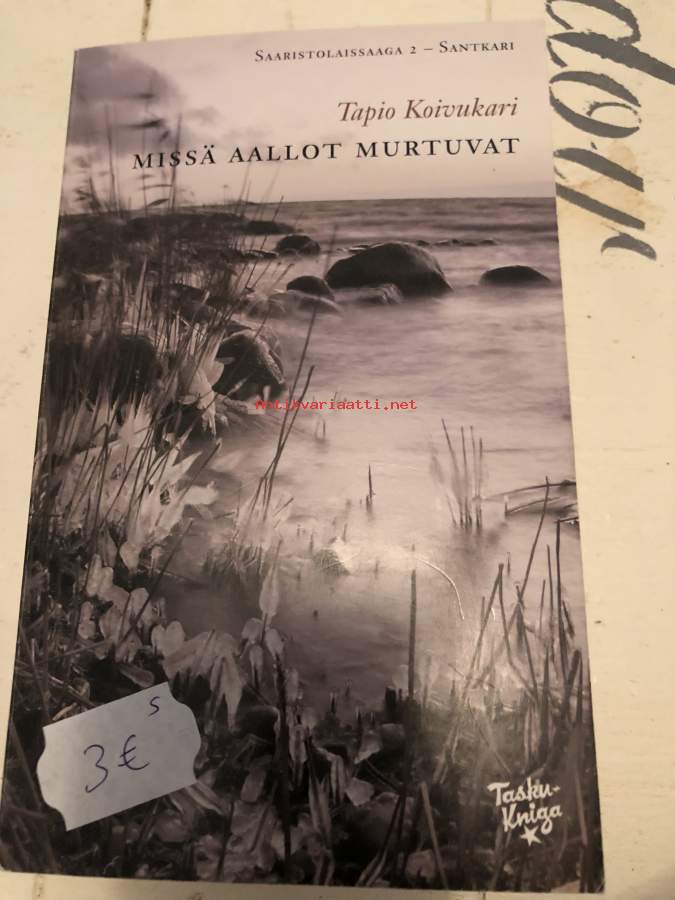 Saaristolaissaaga 2 – Santkari
Tapio Koivukari
MISSÄ AALLOT MURTUVAT
Antikvariaatti.net
s
3€
Tasku-
Kniga